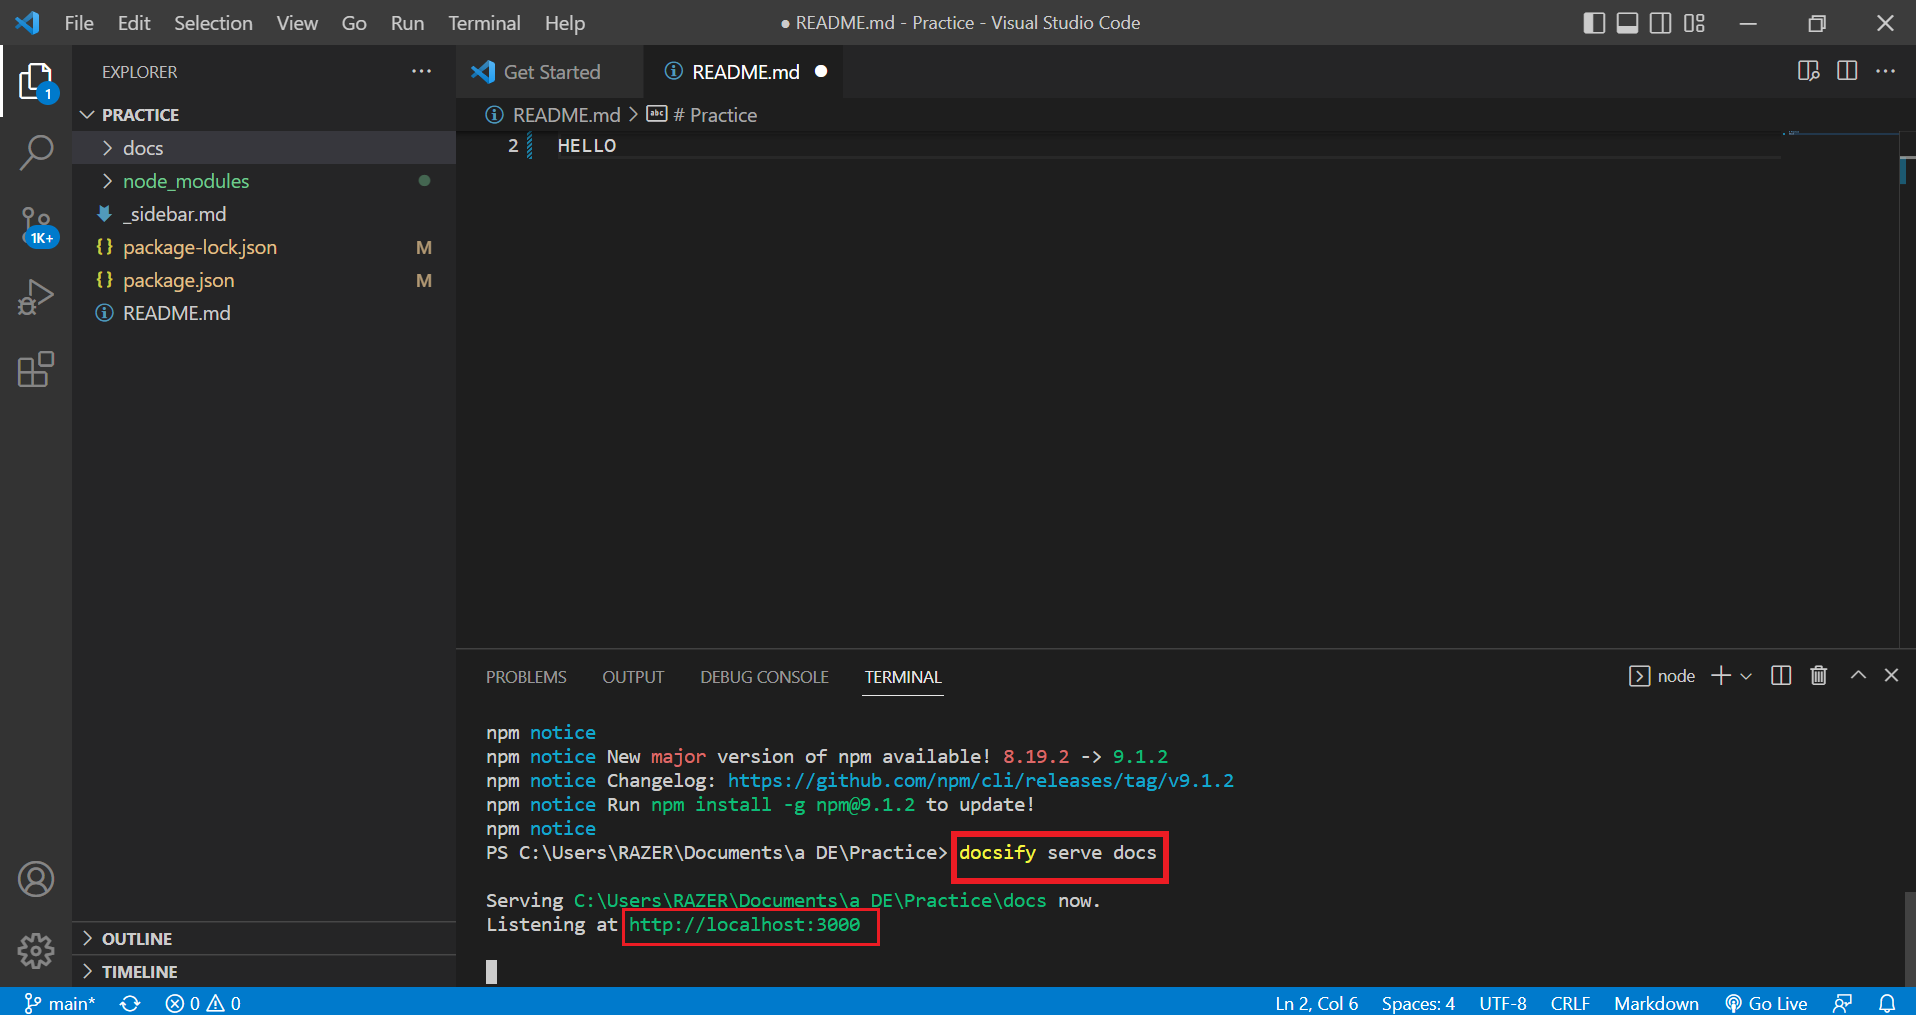 File Edit Selection View Go Run Terminal Help
● README.md - Practice - Visual Studio Code
EXPLORER
Get Started
README.md
1
PRACTICE
README.md > # Practice
docs
2 HELLO
node_modules
_sidebar.md
1K+
package-lock.json M
package.json M
README.md
PROBLEMS OUTPUT DEBUG CONSOLE TERMINAL
node
npm notice
npm notice New major version of npm available! 8.19.2 -> 9.1.2
npm notice Changelog: https://github.com/npm/cli/releases/tag/v9.1.2
npm notice Run npm install -g npm@9.1.2 to update!
npm notice
PS C:\Users\RAZER\Documents\a DE\Practice> docsify serve docs
Serving C:\Users\RAZER\Documents\a DE\Practice\docs now.
Listening at http://localhost:3000
OUTLINE
TIMELINE
main* 0 0 Ln 2, Col 6 Spaces: 4 UTF-8 CRLF Markdown Go Live